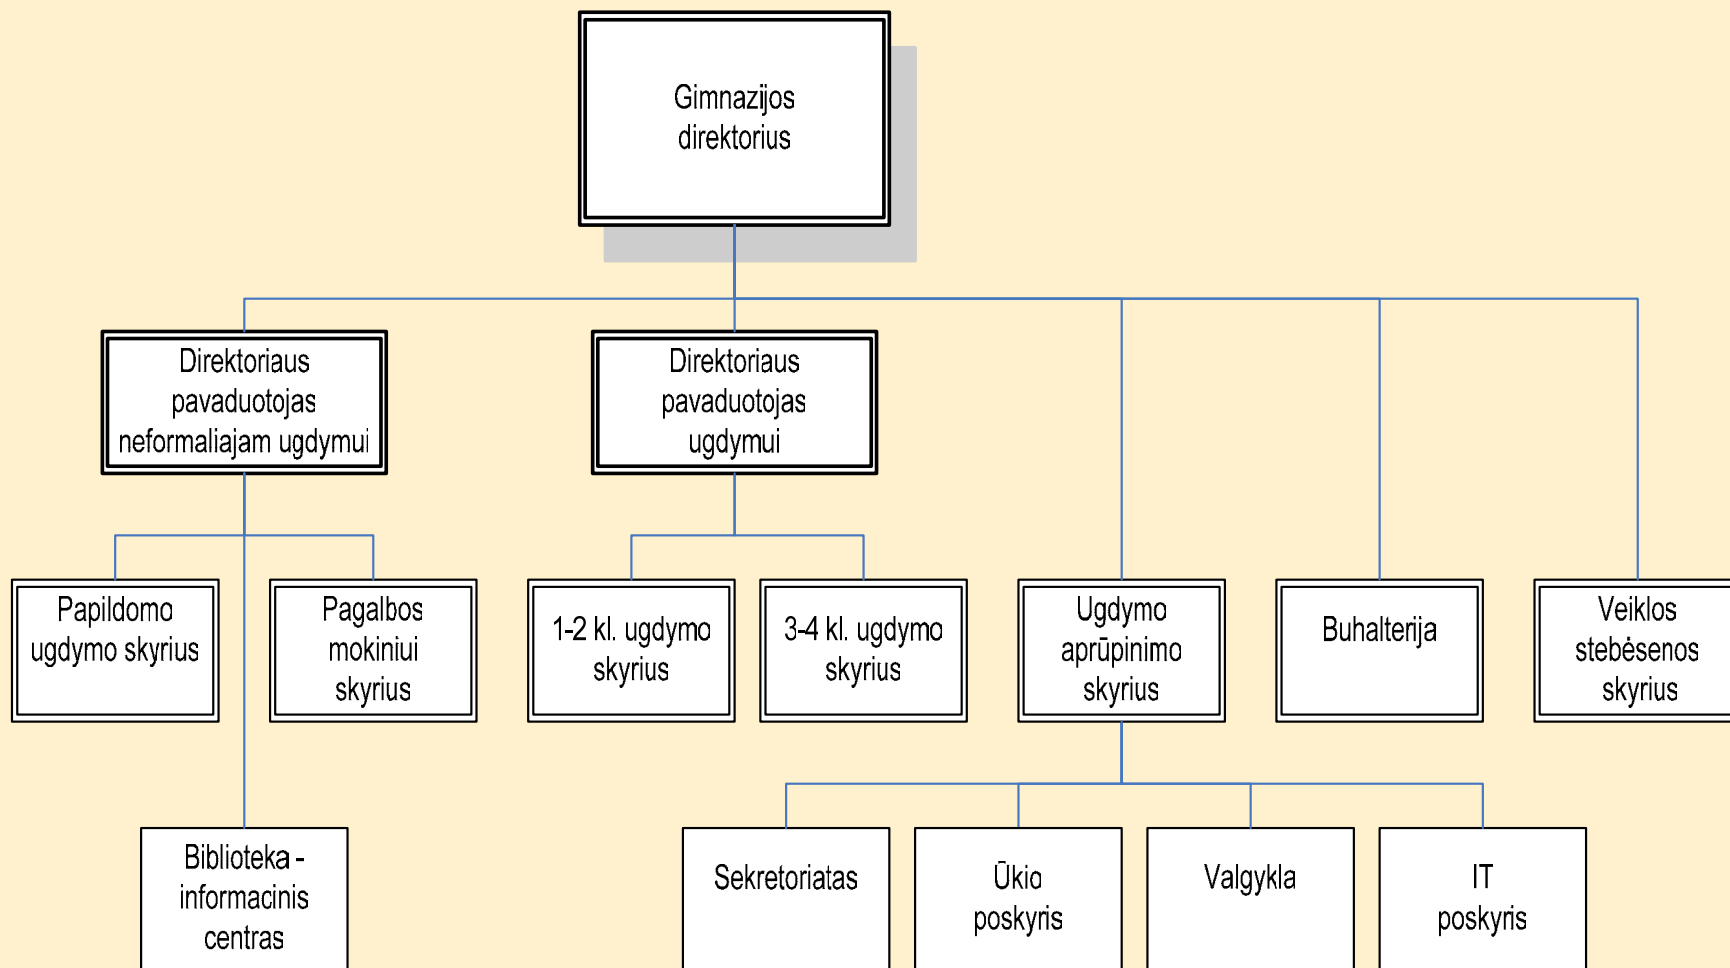 Gimnazijos
direktorius
Direktoriaus
pavaduotojas
neformaliajam ugdymui
Direktoriaus
pavaduotojas
ugdymui
Papildomo
ugdymo skyrius
Pagalbos
mokiniui
skyrius
1-2 kl. ugdymo
skyrius
3-4 kl. ugdymo
skyrius
Ugdymo
aprūpinimo
skyrius
Buhalterija
Veiklos
stebėsenos
skyrius
Biblioteka -
informacinis
centras
Sekretoriatas
Ūkio
poskyris
Valgykla
IT
poskyris